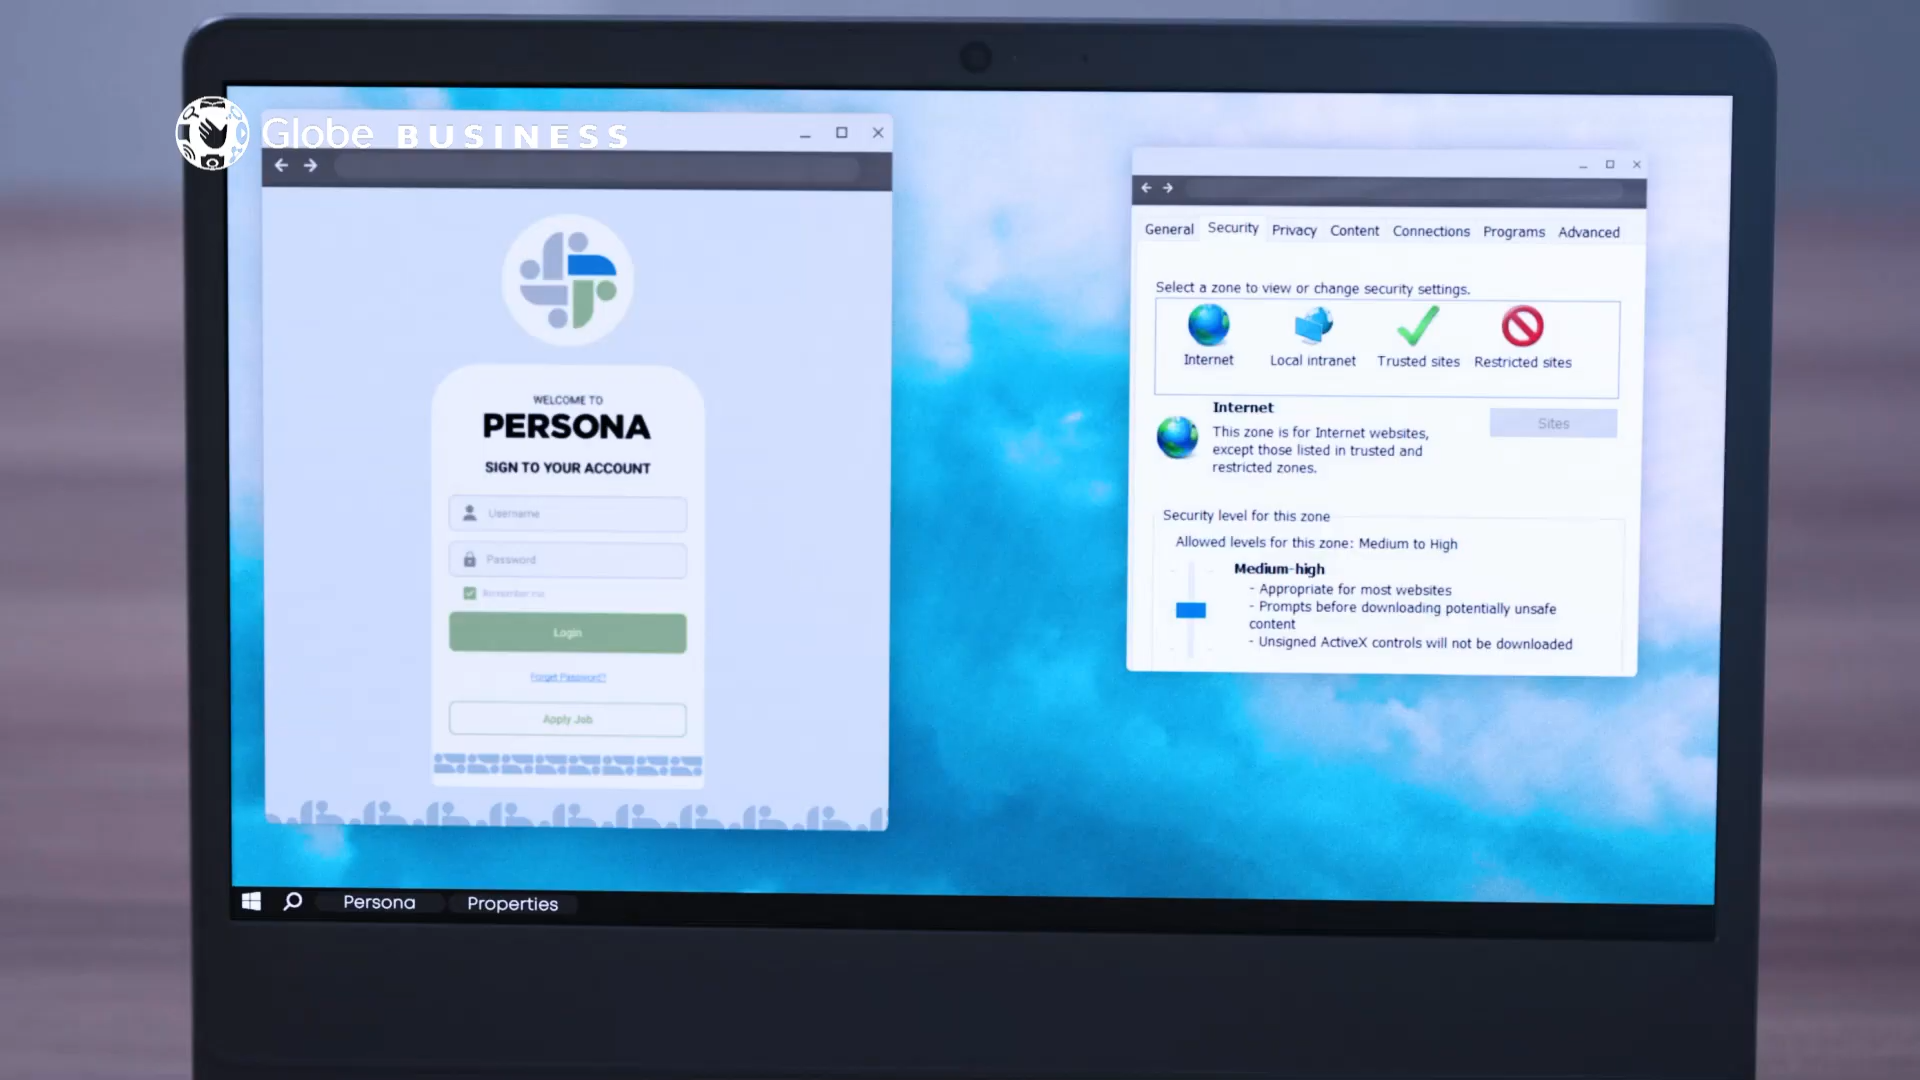 Globe BUSINESS
WELCOME TO
PERSONA
SIGN TO YOUR ACCOUNT
Username
Password
Remember me
Login
Forget Password?
Apply Job
General Security Privacy Content Connections Programs Advanced
Select a zone to view or change security settings.
Internet Local intranet Trusted sites Restricted sites
Internet
Sites
This zone is for Internet websites,
except those listed in trusted and
restricted zones.
Security level for this zone
Allowed levels for this zone: Medium to High
Medium-high
- Appropriate for most websites
- Prompts before downloading potentially unsafe
content
- Unsigned ActiveX controls will not be downloaded
Persona Properties